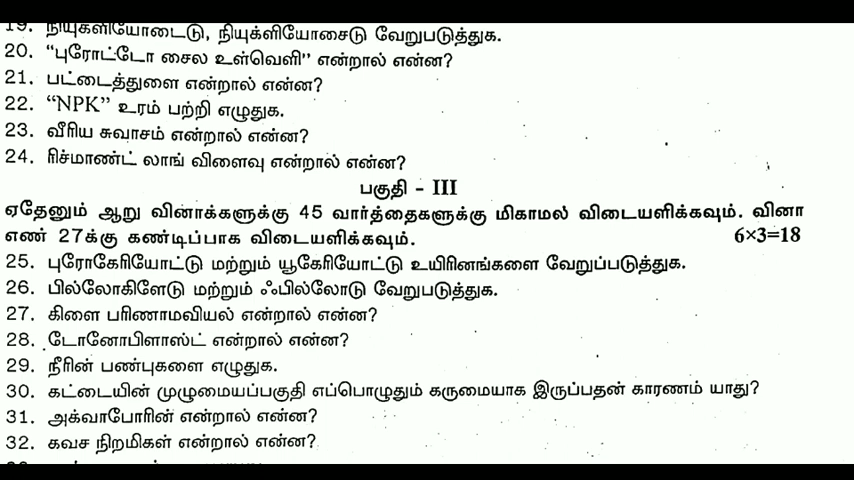 19. நியுக்ளியோடைடு, நியுக்ளியோசைடு வேறுபடுத்துக.
20. “புரோட்டோ சைல உள்வெளி” என்றால் என்ன?
21. பட்டைத்துளை என்றால் என்ன?
22. “NPK” உரம் பற்றி எழுதுக.
23. வீரிய சுவாசம் என்றால் என்ன?
24. ரிச்மாண்ட் லாங் விளைவு என்றால் என்ன?
பகுதி - III
ஏதேனும் ஆறு வினாக்களுக்கு 45 வார்த்தைகளுக்கு மிகாமல் விடையளிக்கவும். வினா
எண் 27க்கு கண்டிப்பாக விடையளிக்கவும். 6×3=18
25. புரோகேரியோட்டு மற்றும் யூகேரியோட்டு உயிரினங்களை வேறுப்படுத்துக.
26. பில்லோகிளேடு மற்றும் ஃபில்லோடு வேறுபடுத்துக.
27. கிளை பரிணாமவியல் என்றால் என்ன?
28. டோனோபிளாஸ்ட் என்றால் என்ன?
29. நீரின் பண்புகளை எழுதுக.
30. கட்டையின் முழுமையப்பகுதி எப்பொழுதும் கருமையாக இருப்பதன் காரணம் யாது?
31. அக்வாபோரின் என்றால் என்ன?
32. கவச நிறமிகள் என்றால் என்ன?